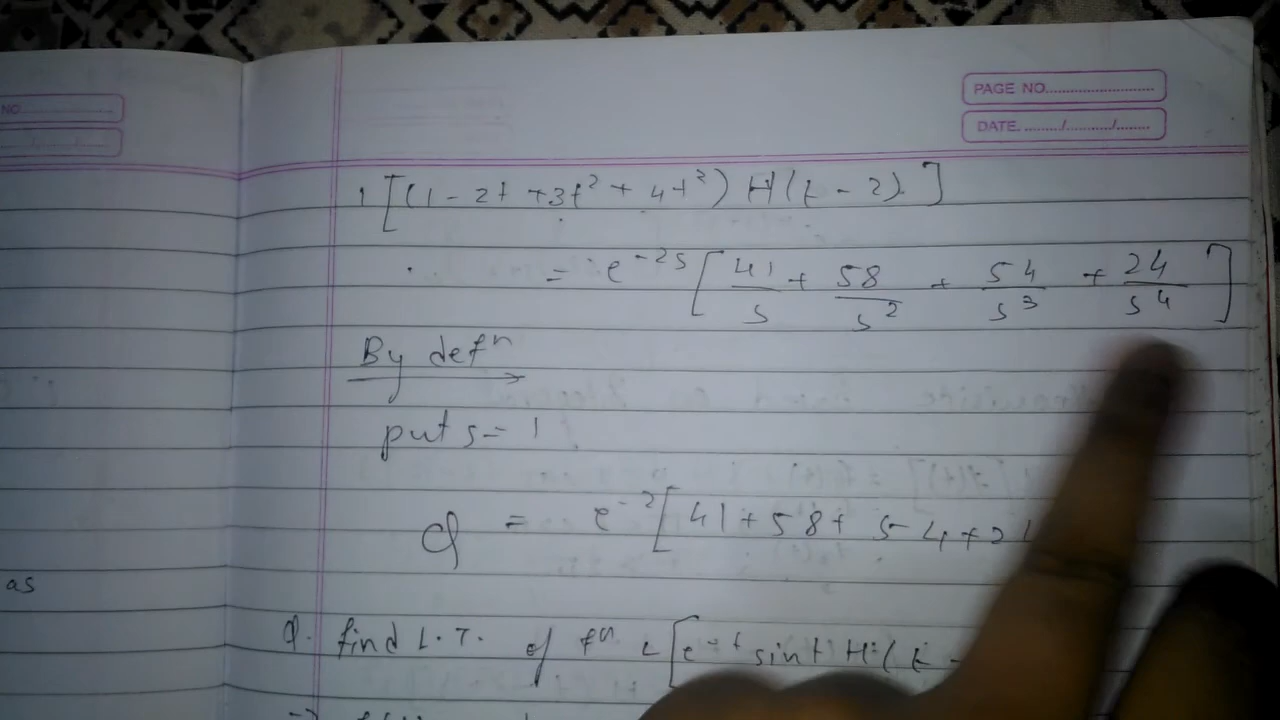 NO
PAGE NO.
DATE / /
[(1 - 2t + 3t² + 4t³) H(t - 2)]
= e^-2s [41/s + 58/s² + 54/s³ + 24/s⁴]
By defⁿ
put s = 1
= e^-2 [41 + 58 + 54 + 2
as
Q. find L.T. of fⁿ L[e^-t sint H(t -